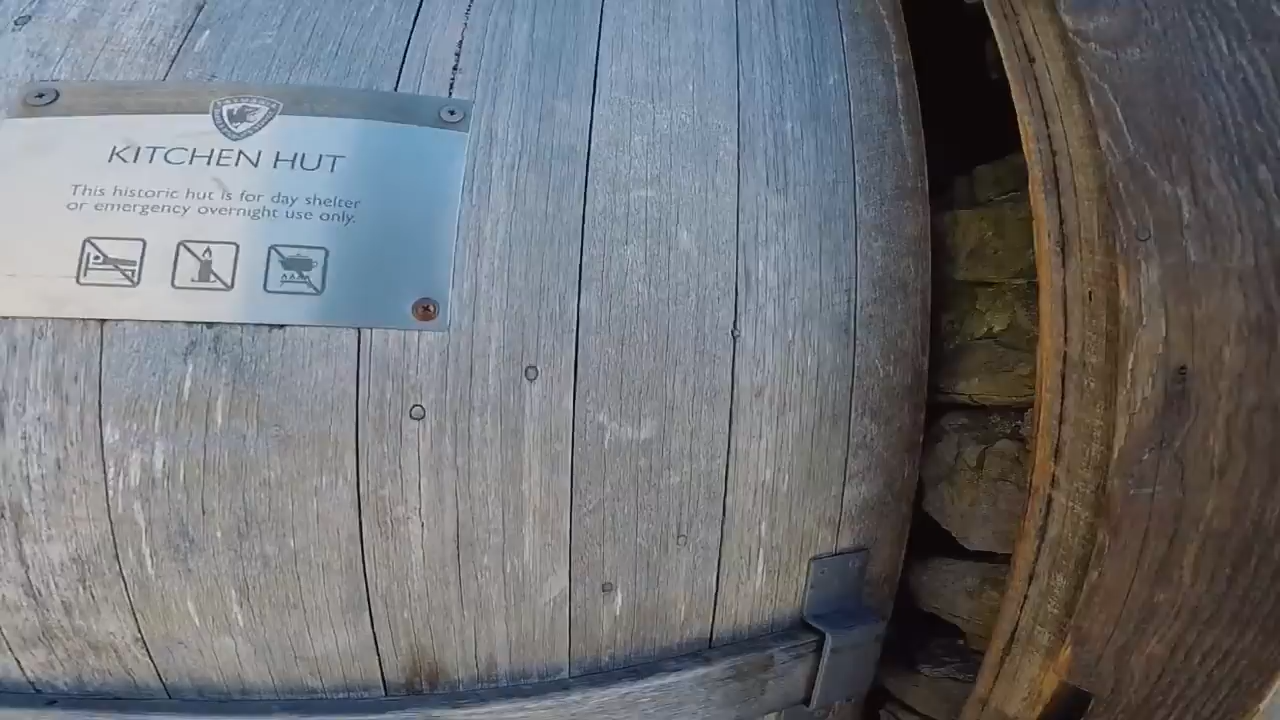 KITCHEN HUT
This historic hut is for day shelter
or emergency overnight use only.